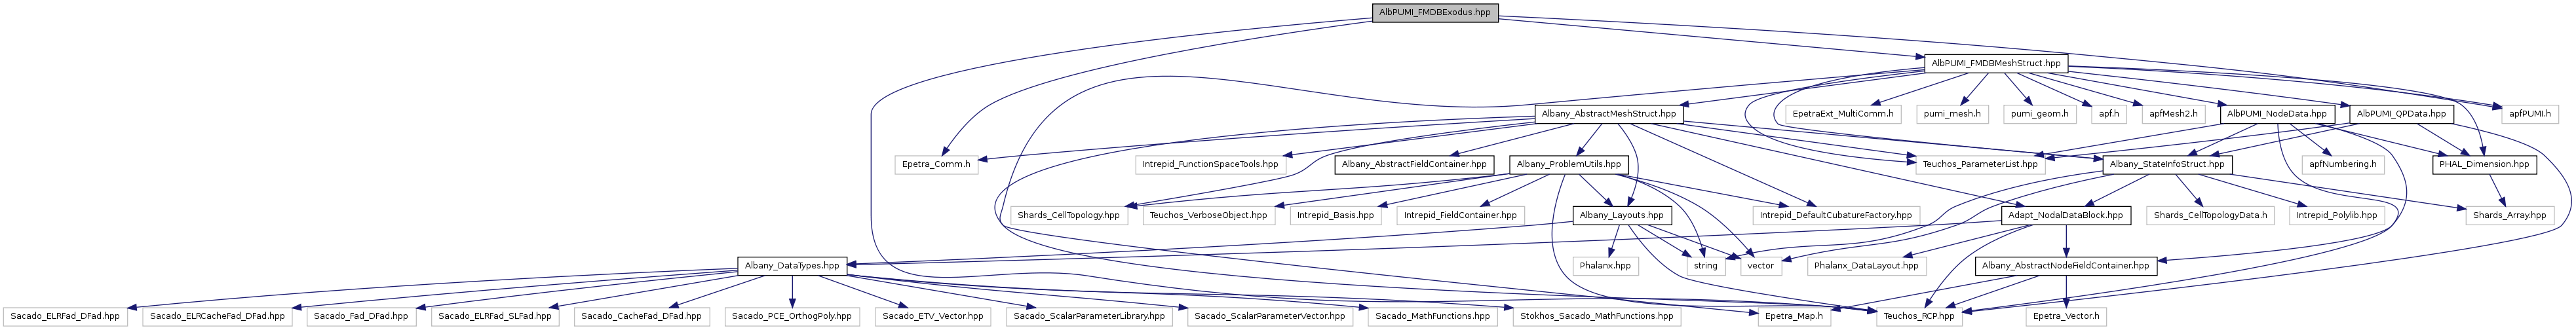 AlbPUMI_FMDBExodus.hpp
AlbPUMI_FMDBMeshStruct.hpp
Albany_AbstractMeshStruct.hpp
EpetraExt_MultiComm.h
pumi_mesh.h
pumi_geom.h
apf.h
apfMesh2.h
AlbPUMI_NodeData.hpp
AlbPUMI_QPData.hpp
apfPUMI.h
Epetra_Comm.h
Intrepid_FunctionSpaceTools.hpp
Albany_AbstractFieldContainer.hpp
Albany_ProblemUtils.hpp
Teuchos_ParameterList.hpp
Albany_StateInfoStruct.hpp
apfNumbering.h
PHAL_Dimension.hpp
Shards_CellTopology.hpp
Teuchos_VerboseObject.hpp
Intrepid_Basis.hpp
Intrepid_FieldContainer.hpp
Albany_Layouts.hpp
Intrepid_DefaultCubatureFactory.hpp
Adapt_NodalDataBlock.hpp
Shards_CellTopologyData.h
Intrepid_Polylib.hpp
Shards_Array.hpp
Albany_DataTypes.hpp
Phalanx.hpp
string
vector
Phalanx_DataLayout.hpp
Albany_AbstractNodeFieldContainer.hpp
Sacado_ELRFad_DFad.hpp
Sacado_ELRCacheFad_DFad.hpp
Sacado_Fad_DFad.hpp
Sacado_ELRFad_SLFad.hpp
Sacado_CacheFad_DFad.hpp
Sacado_PCE_OrthogPoly.hpp
Sacado_ETV_Vector.hpp
Sacado_ScalarParameterLibrary.hpp
Sacado_ScalarParameterVector.hpp
Sacado_MathFunctions.hpp
Stokhos_Sacado_MathFunctions.hpp
Epetra_Map.h
Teuchos_RCP.hpp
Epetra_Vector.h